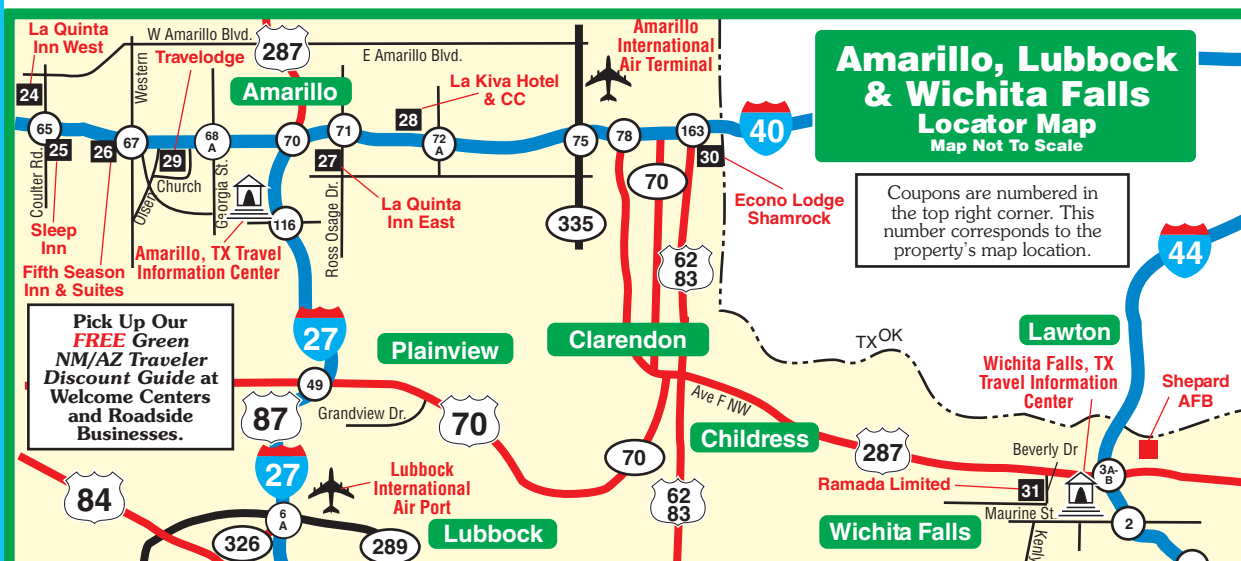 La Quinta
Inn West
W Amarillo Blvd.
287
E Amarillo Blvd.
Travelodge
Western
Amarillo
Amarillo
International
Air Terminal
La Kiva Hotel
& CC
Amarillo, Lubbock
& Wichita Falls
Locator Map
Map Not To Scale
24
65
25
26
67
29
68
A
70
71
27
28
72
A
75
78
163
30
40
Coulter Rd.
Olsen
Church
Georgia St.
Ross Osage Dr.
116
335
70
Sleep
Inn
Fifth Season
Inn & Suites
Amarillo, TX Travel
Information Center
La Quinta
Inn East
Econo Lodge
Shamrock
Coupons are numbered in
the top right corner. This
number corresponds to the
property's map location.
62
83
44
Pick Up Our
FREE Green
NM/AZ Traveler
Discount Guide at
Welcome Centers
and Roadside
Businesses.
27
Plainview
Clarendon
TX
OK
Lawton
Wichita Falls, TX
Travel Information
Center
Shepard
AFB
49
87
Grandview Dr.
70
Ave F NW
Childress
287
Beverly Dr
27
Lubbock
International
Air Port
70
84
62
83
Ramada Limited
31
3A-
B
Maurine St.
6
A
326
289
Lubbock
Wichita Falls
2
Kenly